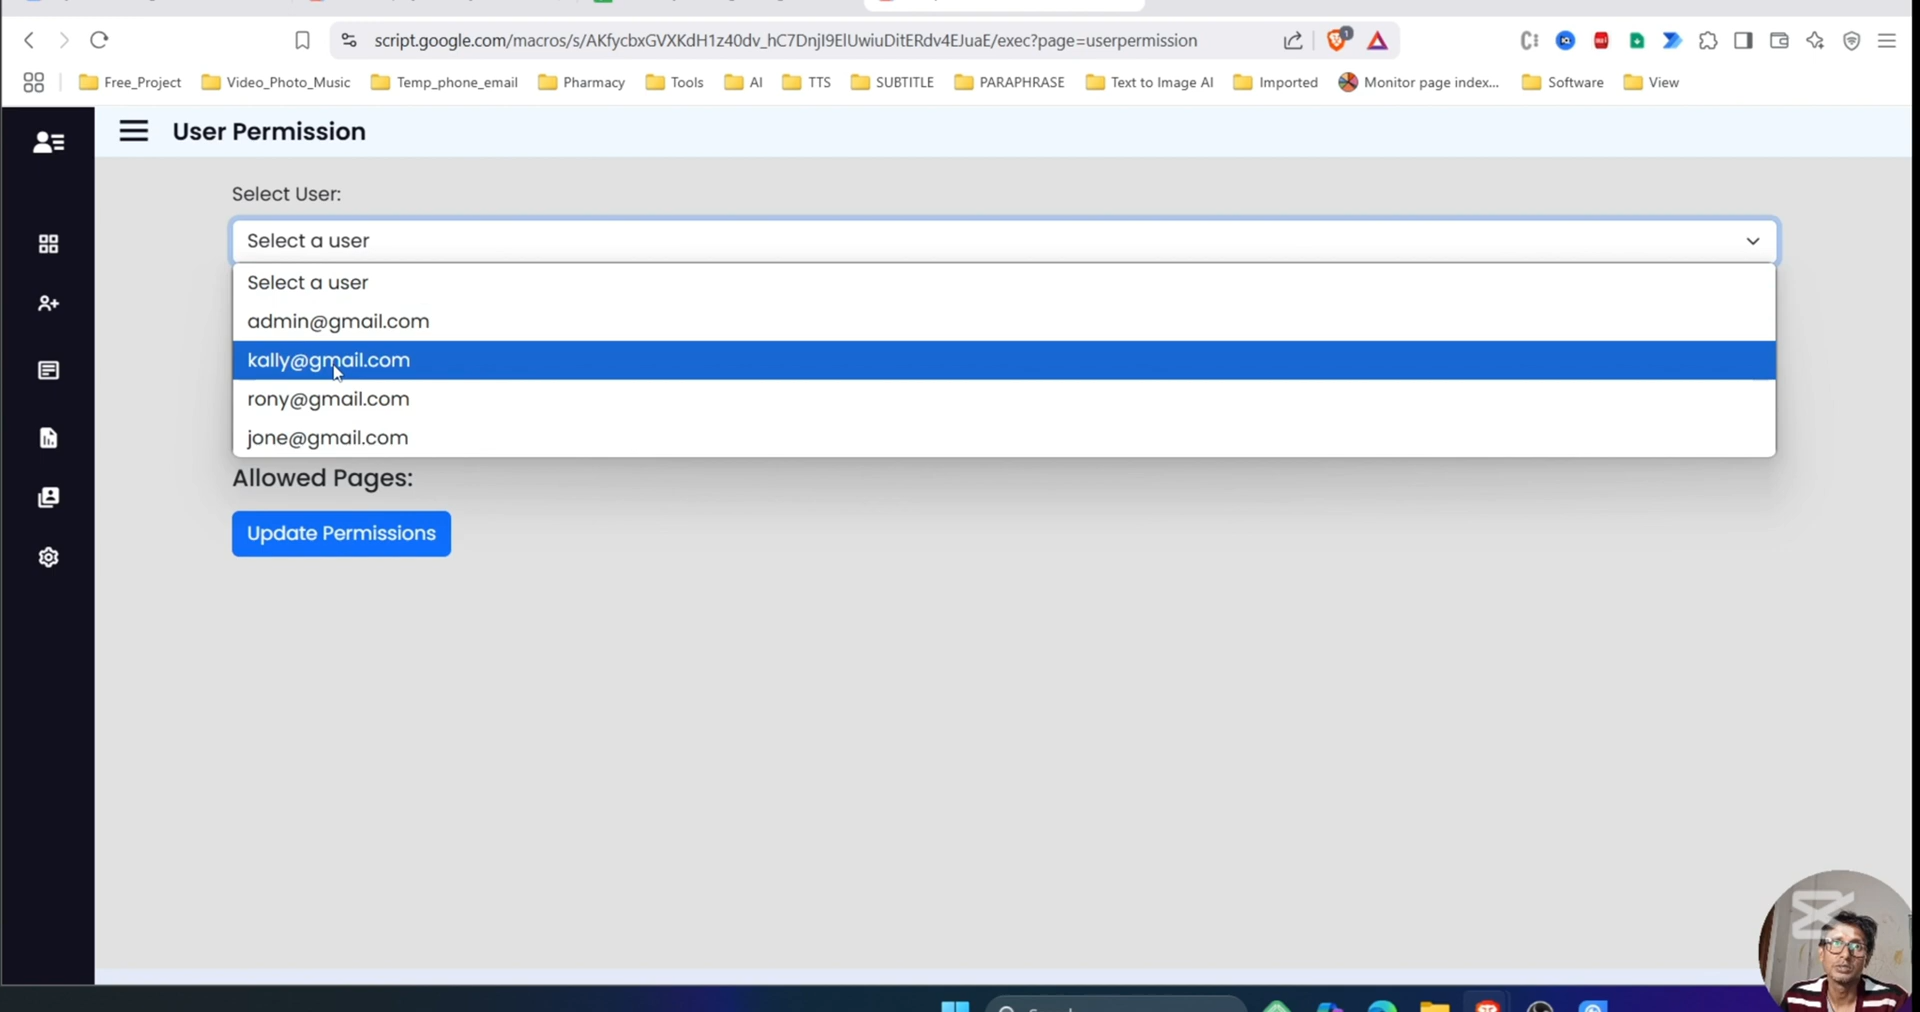 script.google.com/macros/s/AKfycbxGVXKdH1z40dv_hC7DnjI9ElUwiuDitERdv4EJuaE/exec?page=userpermission
1
Free_Project
Video_Photo_Music
Temp_phone_email
Pharmacy
Tools
AI
TTS
SUBTITLE
PARAPHRASE
Text to Image AI
Imported
Monitor page index...
Software
View
User Permission
Select User:
Select a user
Select a user
admin@gmail.com
kally@gmail.com
rony@gmail.com
jone@gmail.com
Allowed Pages:
Update Permissions